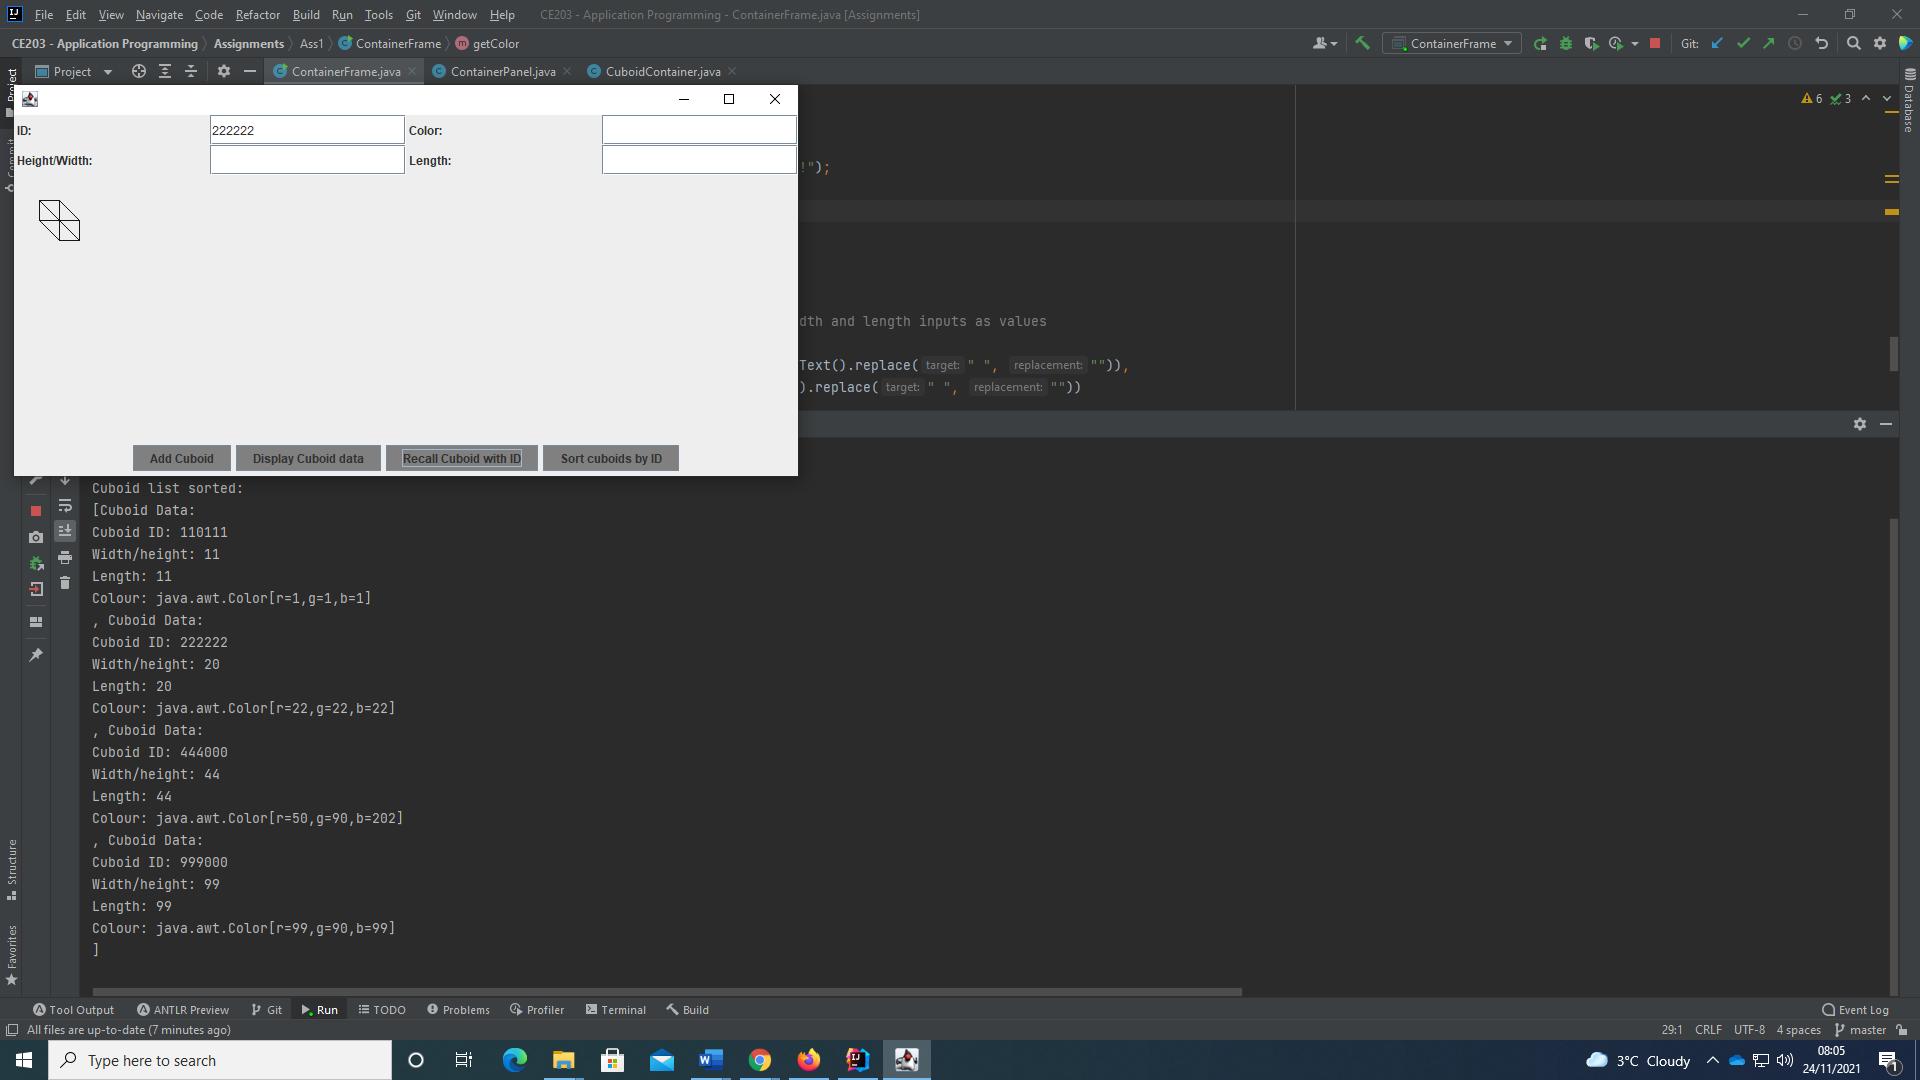 File Edit View Navigate Code Refactor Build Run Tools Git Window Help CE203 - Application Programming - ContainerFrame.java [Assignments]
CE203 - Application Programming Assignments Ass1 ContainerFrame getColor ContainerFrame Git:
Project ContainerFrame.java ContainerPanel.java CuboidContainer.java
Project
6 3
Database
ID: 222222 Color:
Height/Width: Length:
!");
dth and length inputs as values
Text().replace( target: " ", replacement: "")),
).replace( target: " ", replacement: ""))
Add Cuboid Display Cuboid data Recall Cuboid with ID Sort cuboids by ID
Cuboid list sorted:
[Cuboid Data:
Cuboid ID: 110111
Width/height: 11
Length: 11
Colour: java.awt.Color[r=1,g=1,b=1]
, Cuboid Data:
Cuboid ID: 222222
Width/height: 20
Length: 20
Colour: java.awt.Color[r=22,g=22,b=22]
, Cuboid Data:
Cuboid ID: 444000
Width/height: 44
Length: 44
Colour: java.awt.Color[r=50,g=90,b=202]
, Cuboid Data:
Cuboid ID: 999000
Width/height: 99
Length: 99
Colour: java.awt.Color[r=99,g=90,b=99]
]
Structure
Favorites
Tool Output ANTLR Preview Git Run TODO Problems Profiler Terminal Build Event Log
All files are up-to-date (7 minutes ago) 29:1 CRLF UTF-8 4 spaces master
Type here to search 3°C Cloudy 08:05
24/11/2021 1